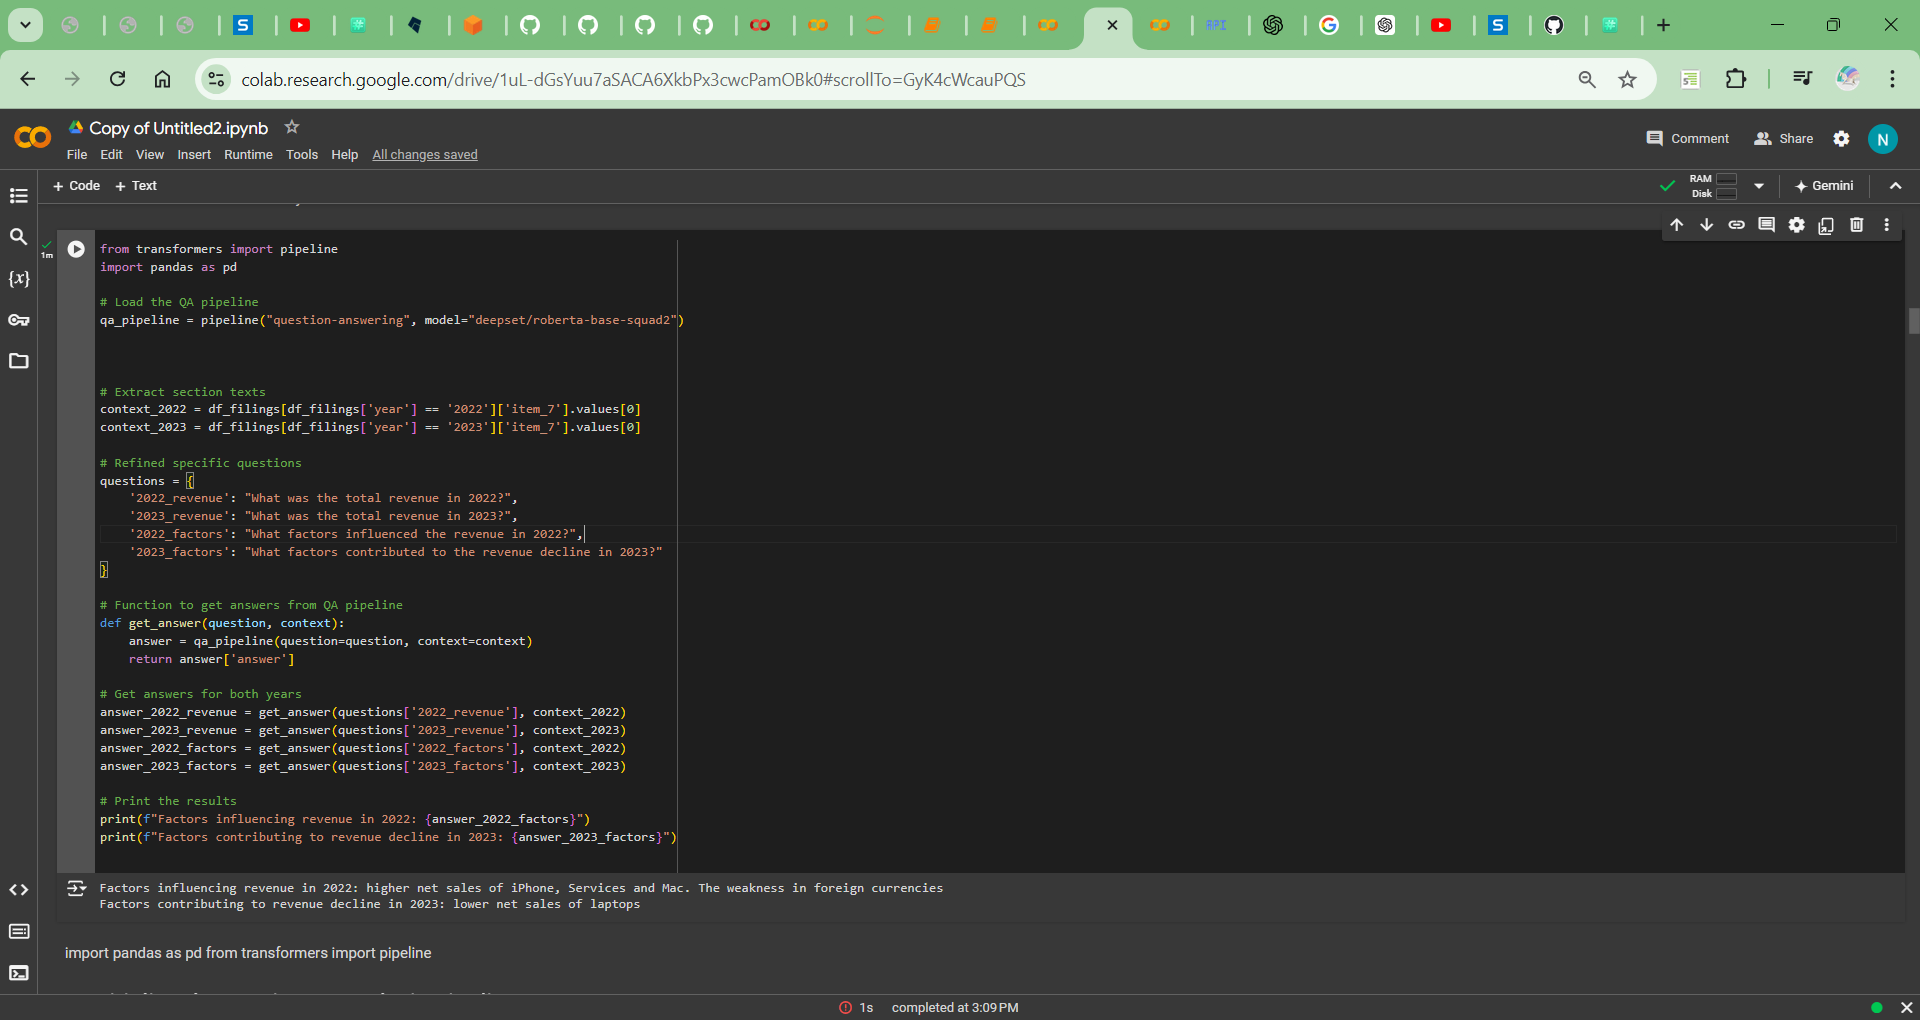 colab.research.google.com/drive/1uL-dGsYuu7aSACA6XkbPx3cwcPamOBk0#scrollTo=GyK4cWcauPQS
Copy of Untitled2.ipynb
Comment
Share
N
File Edit View Insert Runtime Tools Help All changes saved
+ Code + Text
RAM
Disk
Gemini
1m
from transformers import pipeline
import pandas as pd
# Load the QA pipeline
qa_pipeline = pipeline("question-answering", model="deepset/roberta-base-squad2")
# Extract section texts
context_2022 = df_filings[df_filings['year'] == '2022']['item_7'].values[0]
context_2023 = df_filings[df_filings['year'] == '2023']['item_7'].values[0]
# Refined specific questions
questions = {
'2022_revenue': "What was the total revenue in 2022?",
'2023_revenue': "What was the total revenue in 2023?",
'2022_factors': "What factors influenced the revenue in 2022?",
'2023_factors': "What factors contributed to the revenue decline in 2023?"
}
# Function to get answers from QA pipeline
def get_answer(question, context):
answer = qa_pipeline(question=question, context=context)
return answer['answer']
# Get answers for both years
answer_2022_revenue = get_answer(questions['2022_revenue'], context_2022)
answer_2023_revenue = get_answer(questions['2023_revenue'], context_2023)
answer_2022_factors = get_answer(questions['2022_factors'], context_2022)
answer_2023_factors = get_answer(questions['2023_factors'], context_2023)
# Print the results
print(f"Factors influencing revenue in 2022: {answer_2022_factors}")
print(f"Factors contributing to revenue decline in 2023: {answer_2023_factors}")
Factors influencing revenue in 2022: higher net sales of iPhone, Services and Mac. The weakness in foreign currencies
Factors contributing to revenue decline in 2023: lower net sales of laptops
import pandas as pd from transformers import pipeline
1s completed at 3:09 PM